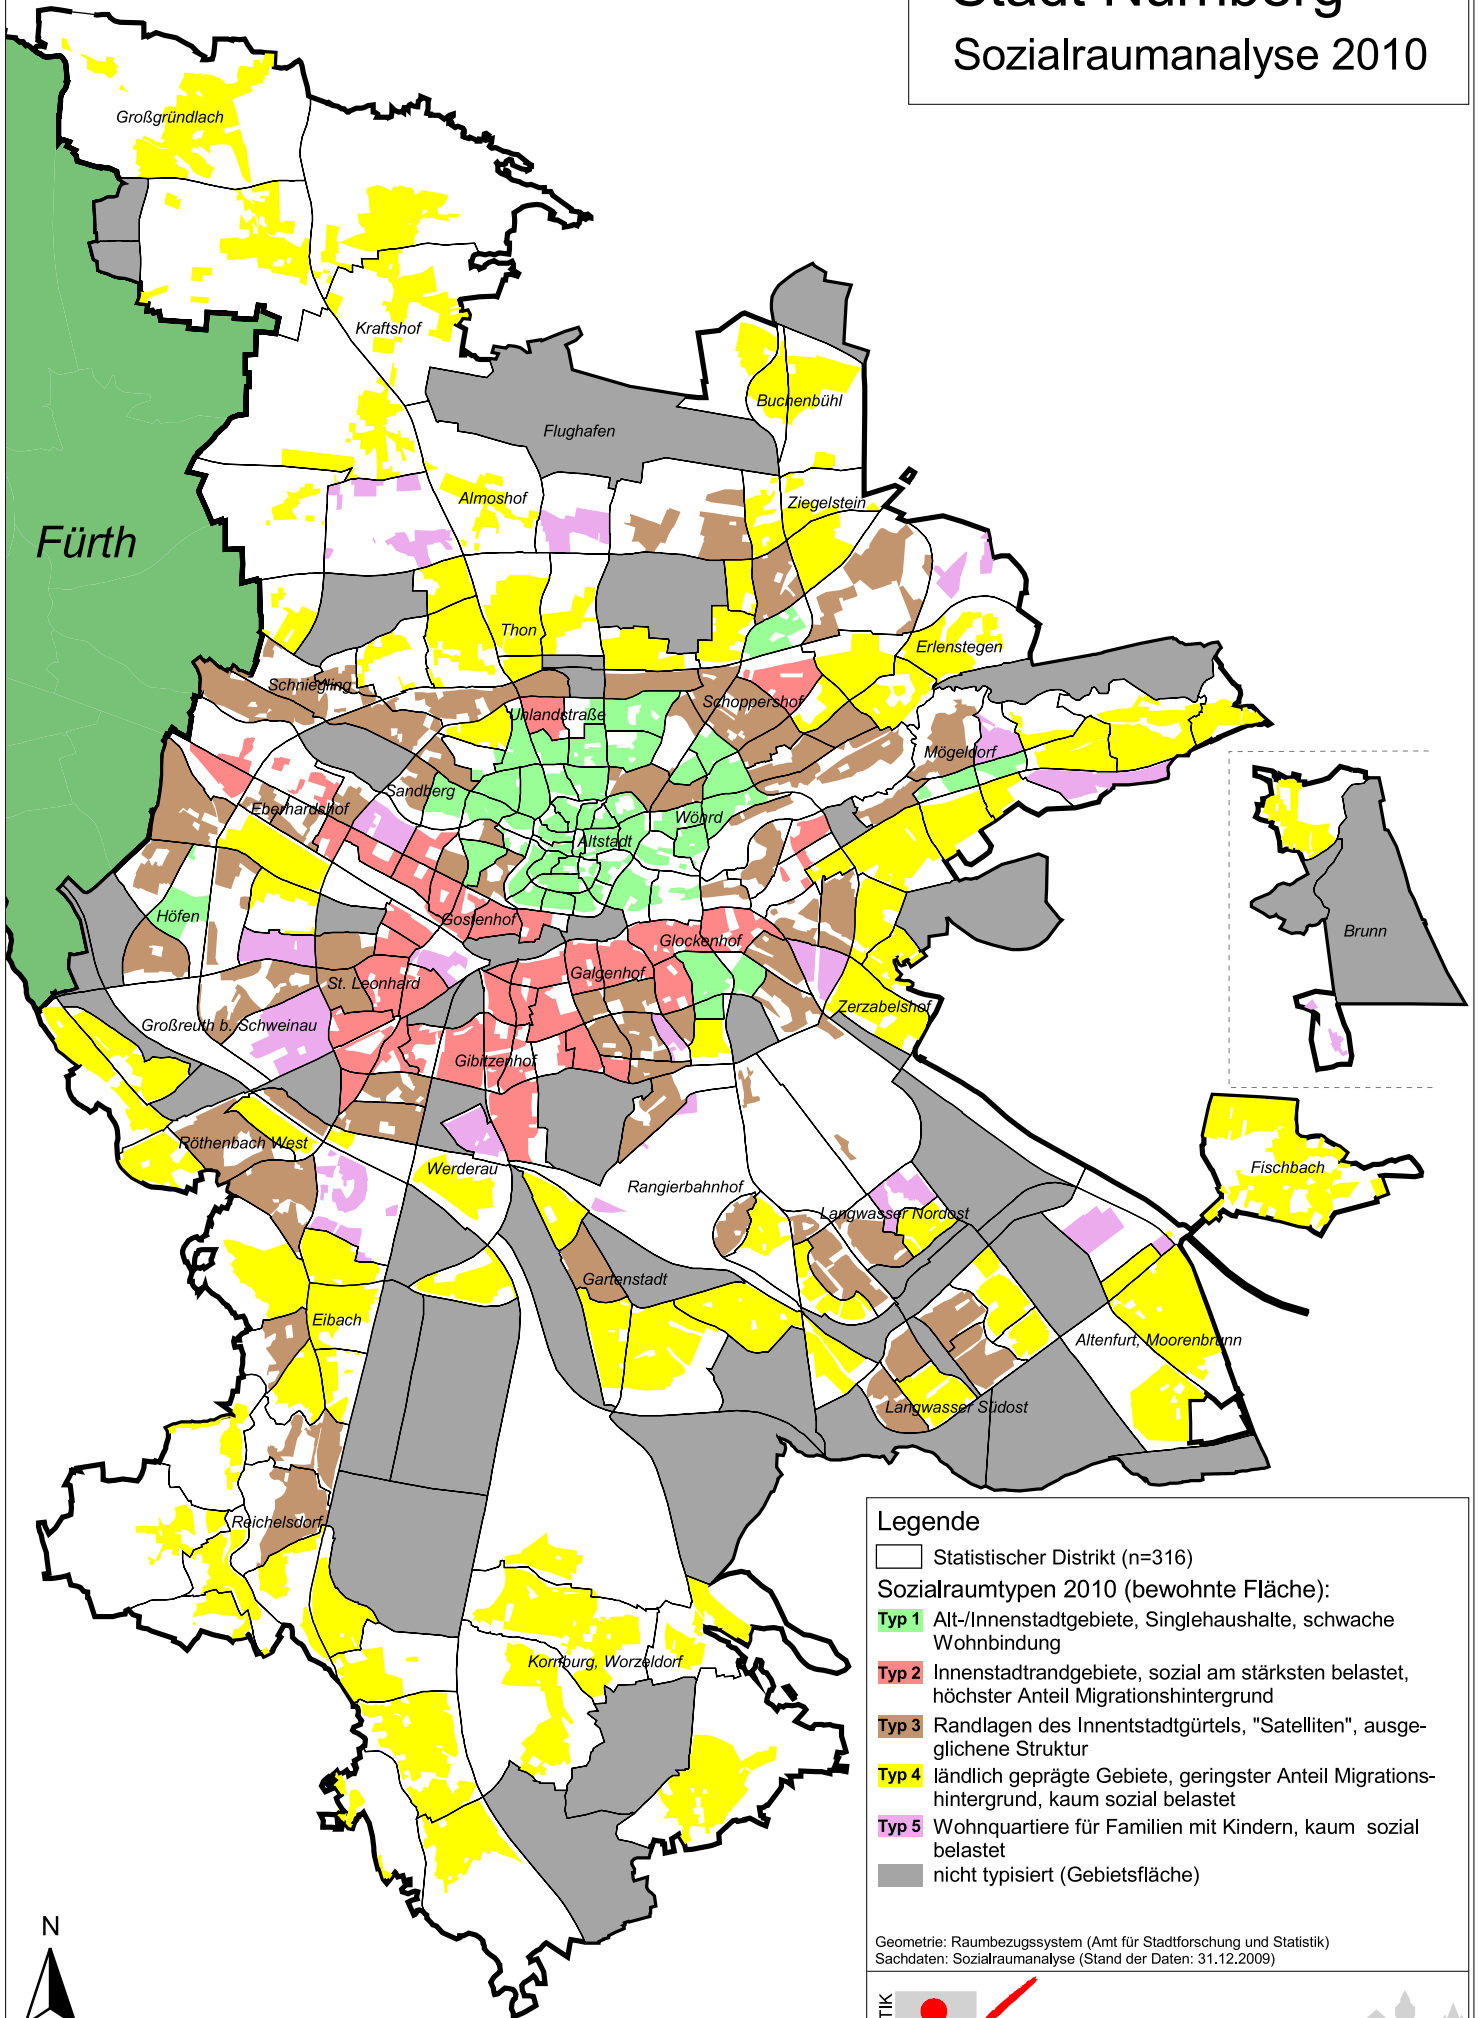 Stadt Nürnberg
Sozialraumanalyse 2010
Großgründlach
Kraftshof
Buchenbühl
Flughafen
Almoshof
Ziegelstein
Fürth
Thon
Erlenstegen
Schniegling
Uhlandstraße
Schoppershof
Mögeldorf
Sandberg
Eberhardshof
Wöhrd
Altstadt
Höfen
Gostenhof
Glockenhof
Brunn
St. Leonhard
Galgenhof
Zerzabelshof
Großreuth b. Schweinau
Gibitzenhof
Röthenbach West
Werderau
Fischbach
Rangierbahnhof
Langwasser Nordost
Gartenstadt
Eibach
Altenfurt, Moorenbrunn
Langwasser Südost
Reichelsdorf
Kornburg, Worzeldorf
Legende
Statistischer Distrikt (n=316)
Sozialraumtypen 2010 (bewohnte Fläche):
Typ 1 Alt-/Innenstadtgebiete, Singlehaushalte, schwache
Wohnbindung
Typ 2 Innenstadtrandgebiete, sozial am stärksten belastet,
höchster Anteil Migrationshintergrund
Typ 3 Randlagen des Innentstadtgürtels, "Satelliten", ausge-
glichene Struktur
Typ 4 ländlich geprägte Gebiete, geringster Anteil Migrations-
hintergrund, kaum sozial belastet
Typ 5 Wohnquartiere für Familien mit Kindern, kaum sozial
belastet
nicht typisiert (Gebietsfläche)
Geometrie: Raumbezugssystem (Amt für Stadtforschung und Statistik)
Sachdaten: Sozialraumanalyse (Stand der Daten: 31.12.2009)
N
TIK